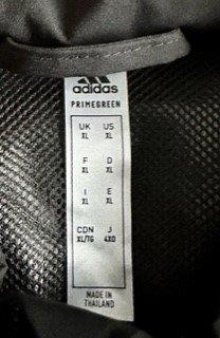 adidas
PRIMEGREEN
UK US
XL XL
F D
XL XL
I E
XL XL
CDN J
XL/TG 4XO
MADE IN
THAILAND